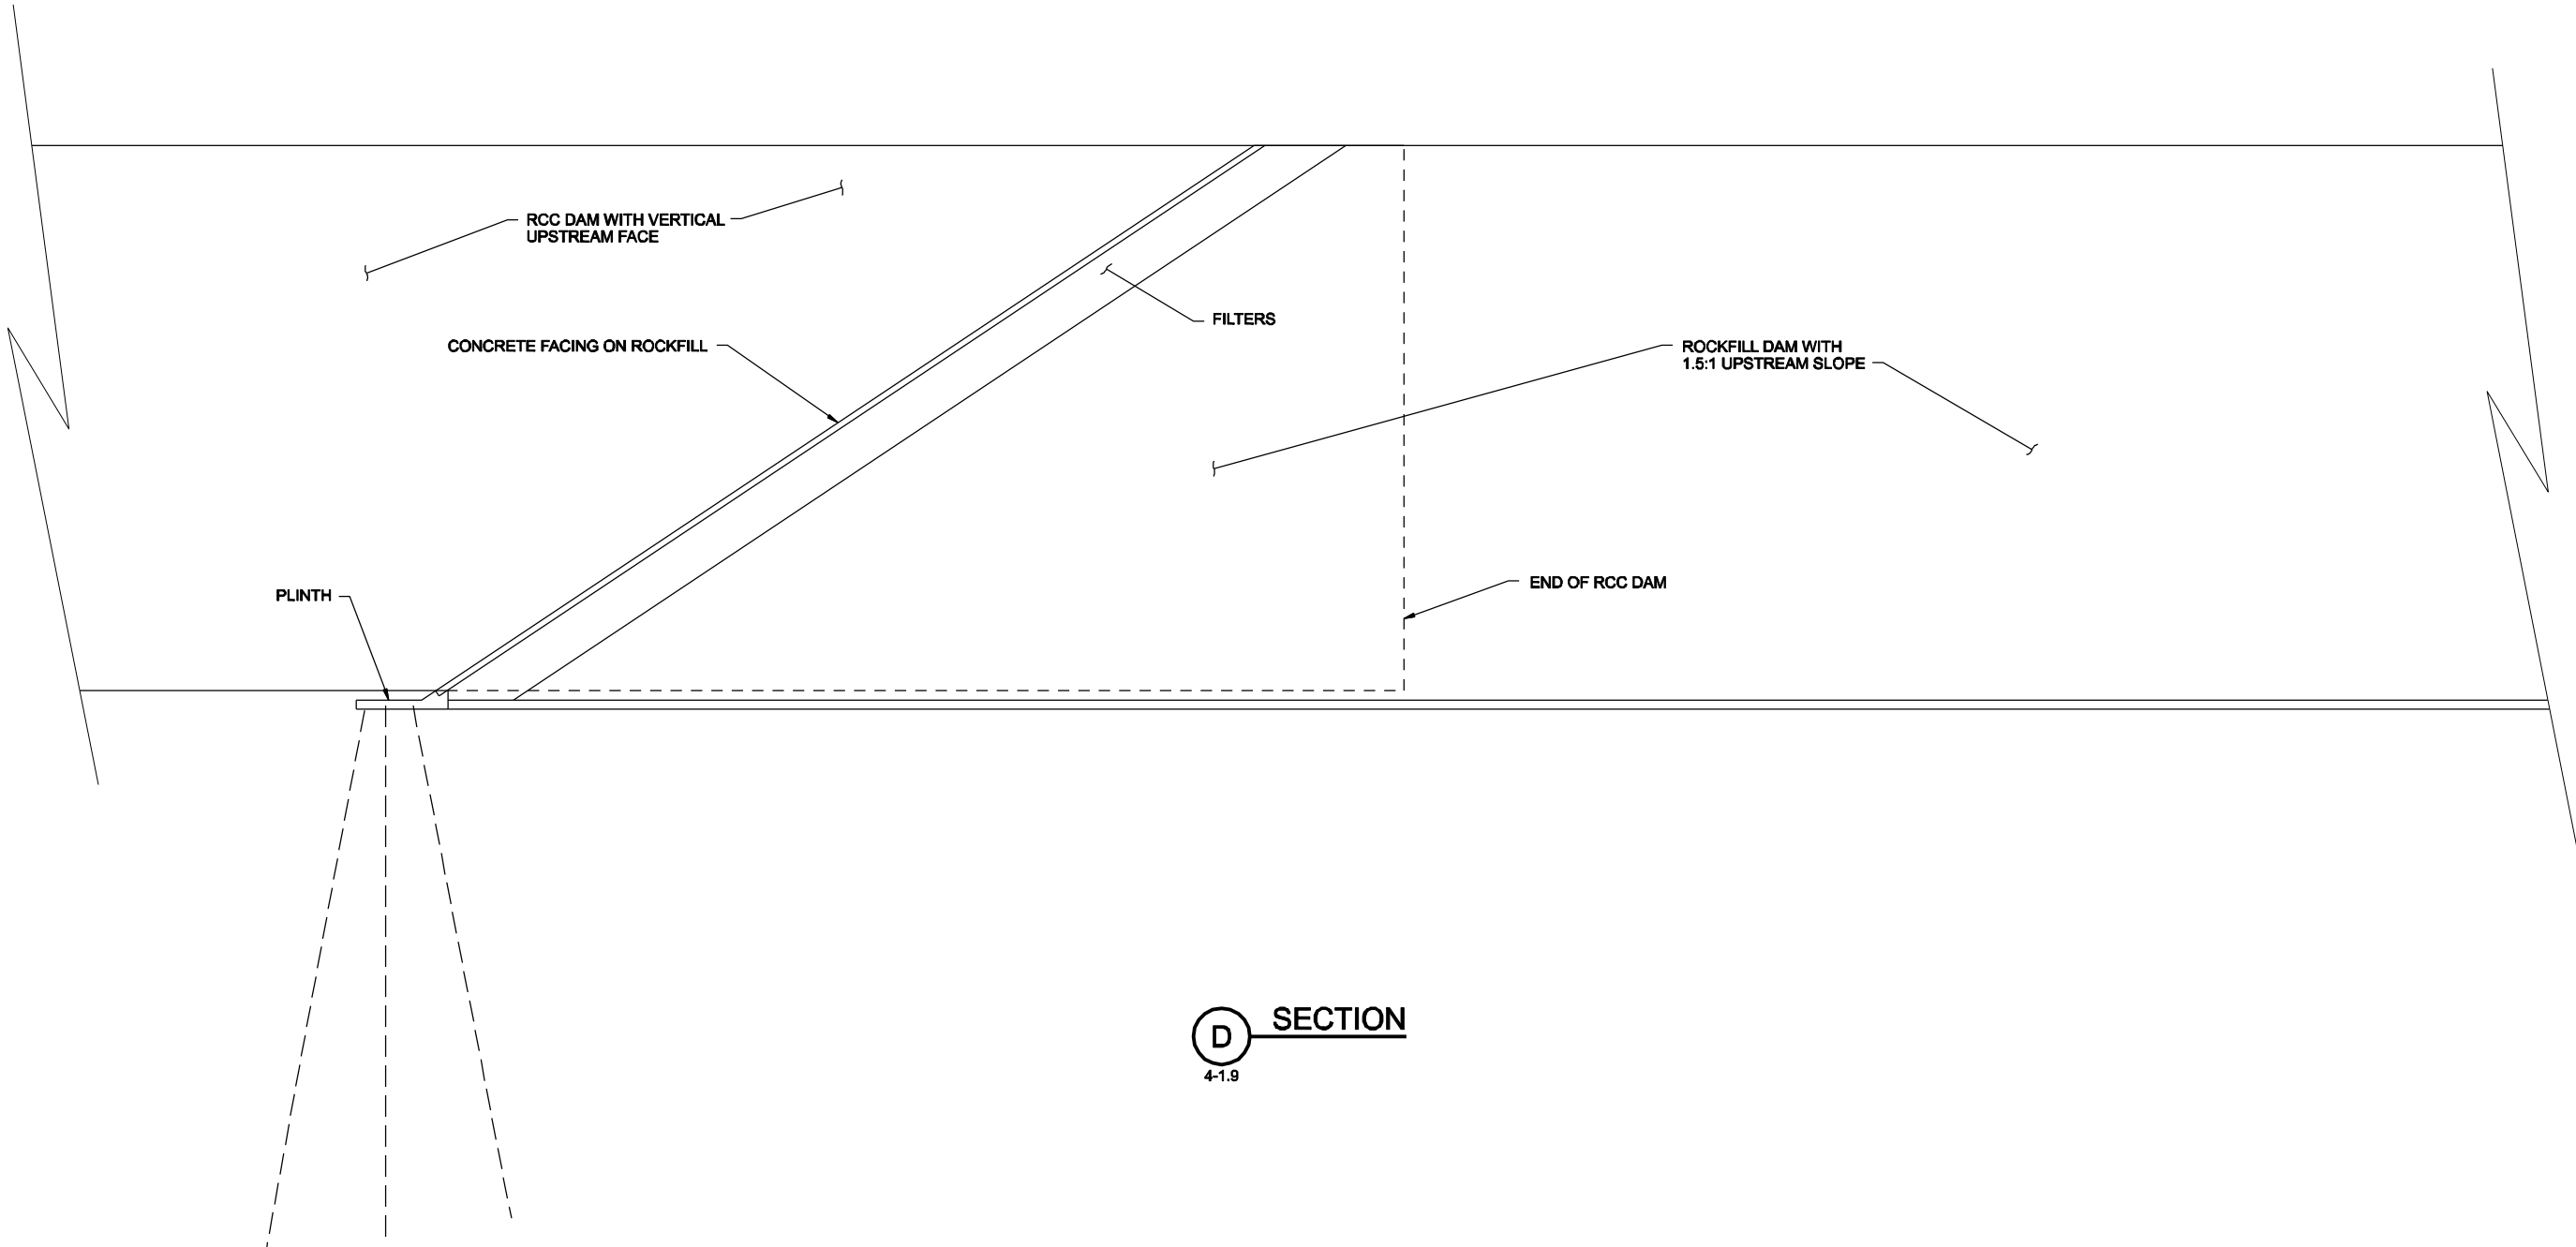 RCC DAM WITH VERTICAL
UPSTREAM FACE
FILTERS
CONCRETE FACING ON ROCKFILL
ROCKFILL DAM WITH
1.5:1 UPSTREAM SLOPE
END OF RCC DAM
PLINTH
D SECTION
4-1.9